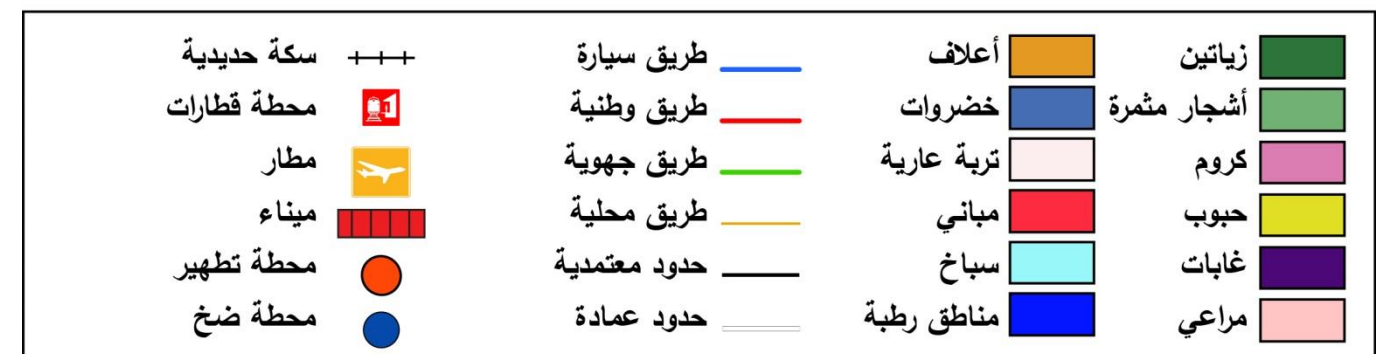 زياتين أعلاف طريق سيارة سكة حديدية
أشجار مثمرة خضروات طريق وطنية محطة قطارات
كروم تربة عارية طريق جهوية مطار
حبوب مباني طريق محلية ميناء
غابات سباخ حدود معتمدية محطة تطهير
مراعي مناطق رطبة حدود عمادة محطة ضخ